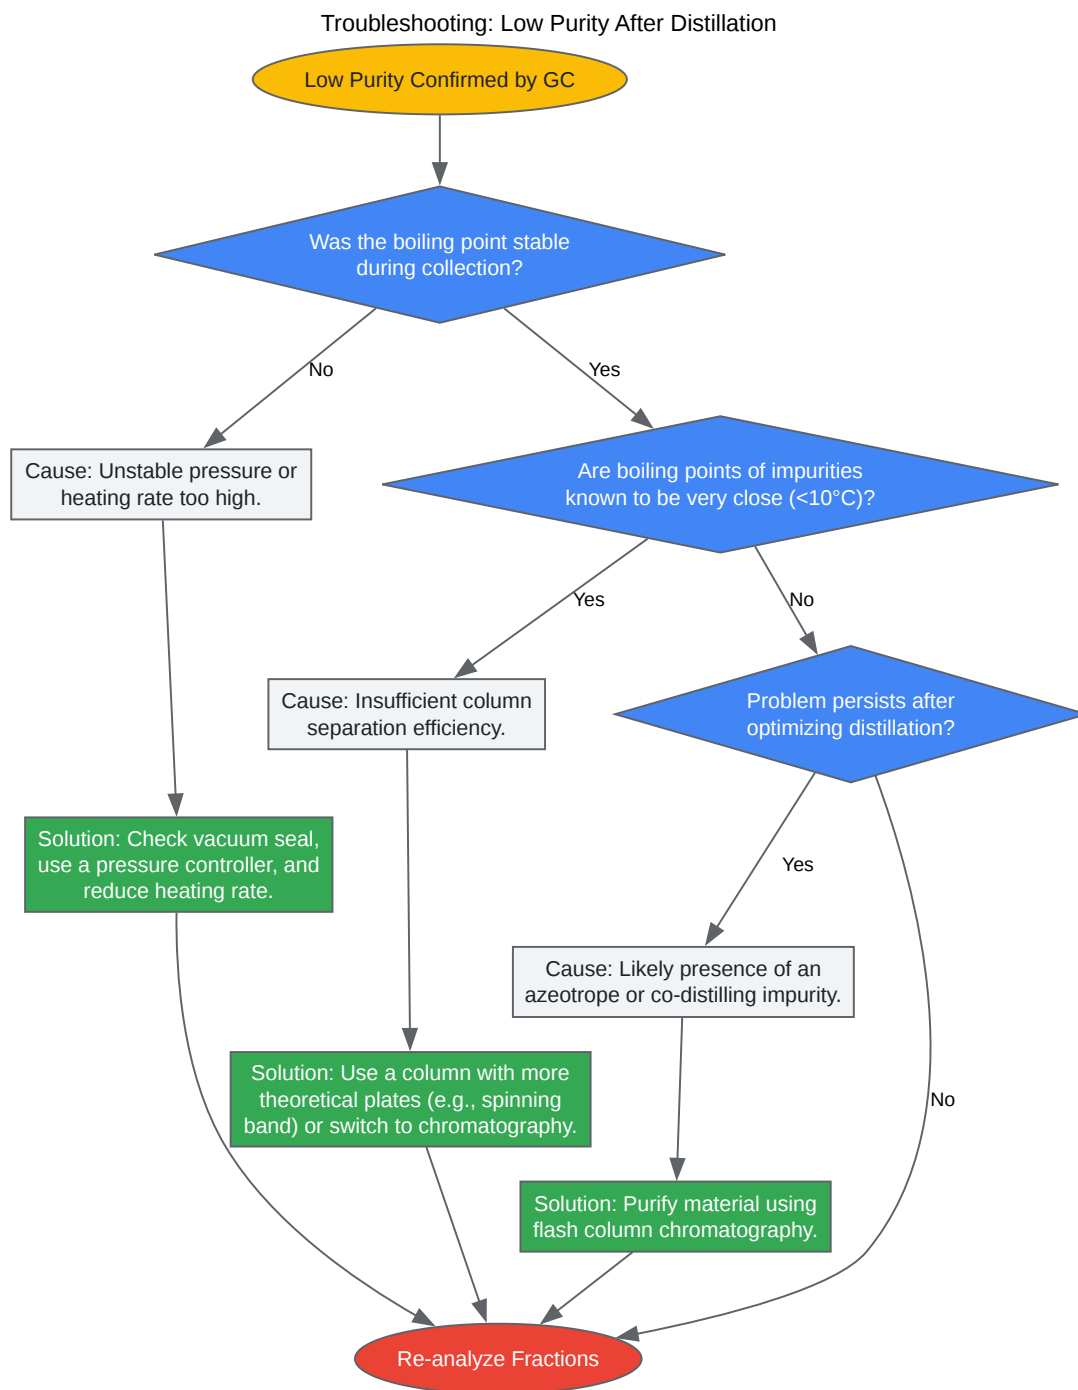 Troubleshooting: Low Purity After Distillation
Low Purity Confirmed by GC
Was the boiling point stable
during collection?
No
Yes
Cause: Unstable pressure or
heating rate too high.
Are boiling points of impurities
known to be very close (<10°C)?
Yes
No
Cause: Insufficient column
separation efficiency.
Problem persists after
optimizing distillation?
Solution: Check vacuum seal,
use a pressure controller, and
reduce heating rate.
Yes
Cause: Likely presence of an
azeotrope or co-distilling impurity.
Solution: Use a column with more
theoretical plates (e.g., spinning
band) or switch to chromatography.
No
Solution: Purify material using
flash column chromatography.
Re-analyze Fractions